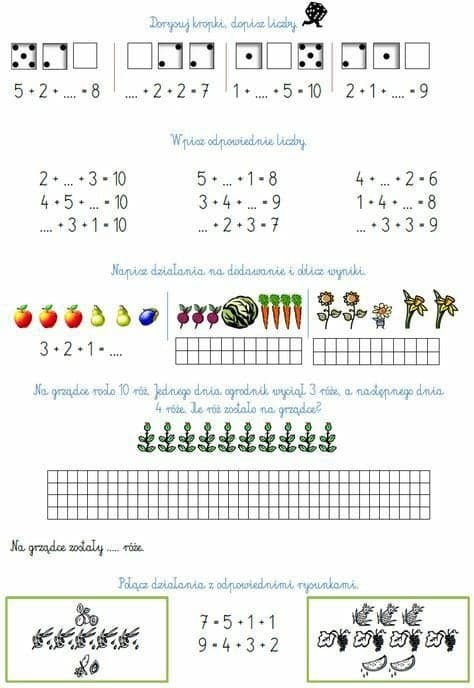 Dorysuj kropki, dopisz liczby.
5 + 2 + .... = 8 .... + 2 + 2 = 7 1 + .... + 5 = 10 2 + 1 + .... = 9
Wpisz odpowiednie liczby.
2 + ... + 3 = 10 5 + ... + 1 = 8 4 + ... + 2 = 6
4 + 5 + ... = 10 3 + 4 + ... = 9 1 + 4 + ... = 8
.... + 3 + 1 = 10 ... + 2 + 3 = 7 ... + 3 + 3 = 9
Napisz działania na dodawanie i oblicz wyniki.
3 + 2 + 1 = ....
Na grządce rosło 10 róż. Jednego dnia ogrodnik wyciął 3 róże, a następnego dnia
4 róże. Ile róż zostało na grządce?
Na grządce zostały ..... róże.
Połącz działania z odpowiednimi rysunkami.
7 = 5 + 1 + 1
9 = 4 + 3 + 2